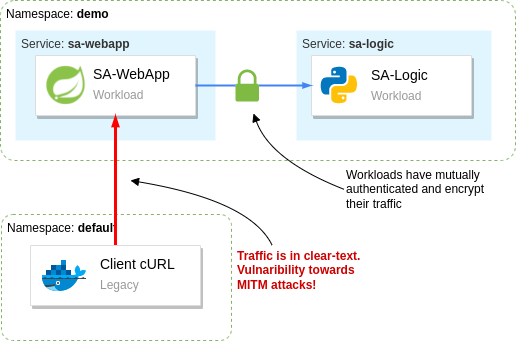 Namespace: demo
Service: sa-webapp
Service: sa-logic
SA-WebApp
Workload
SA-Logic
Workload
Workloads have mutually
authenticated and encrypt
their traffic
Namespace: default
Client cURL
Legacy
Traffic is in clear-text.
Vulnaribility towards
MITM attacks!